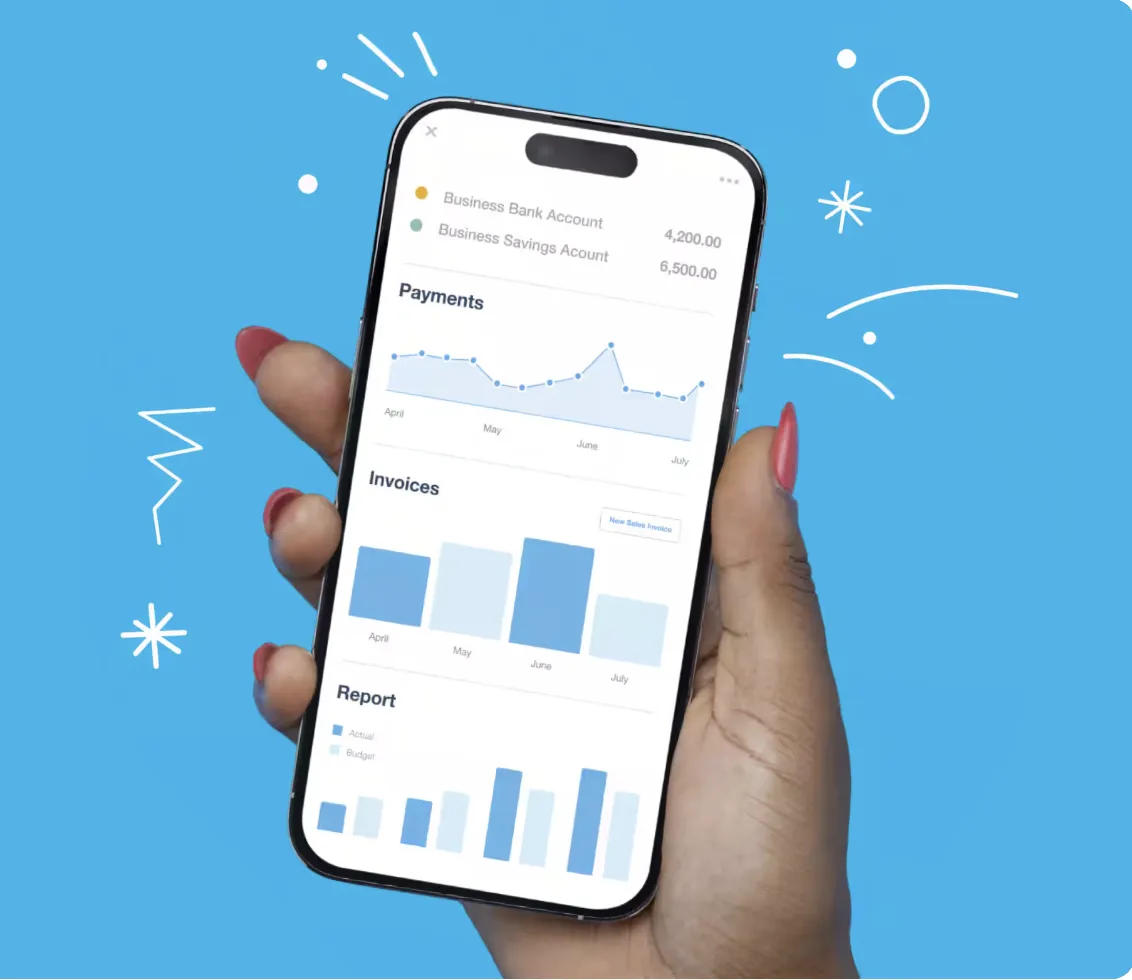 Business Bank Account 4,200.00
Business Savings Acount 6,500.00
Payments
April May June July
Invoices
New Sales Invoice
April May June July
Report
Actual
Budget